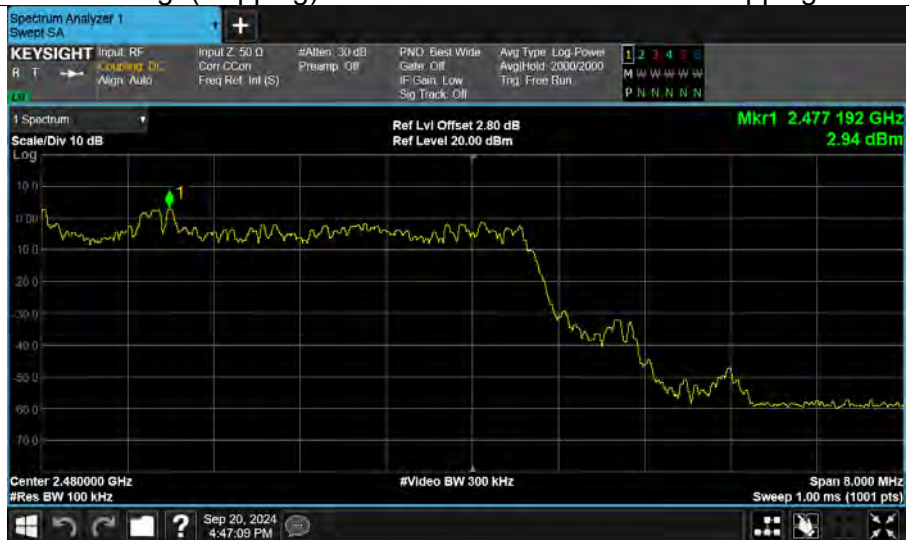 Spectrum Analyzer 1
Swept SA
+
KEYSIGHT Input: RF Input Z: 50 Ω #Atten: 30 dB PNO: Best Wide Avg Type: Log-Power 1 2 3 4 5 6
R T Coupling: DC Corr CCorr Preamp: Off Gate: Off Avg|Hold: 2000/2000 M W W W W W
Align: Auto Freq Ref: Int (S) IF Gain: Low Trig: Free Run
Sig Track: Off P N N N N N
1 Spectrum Ref Lvl Offset 2.80 dB Mkr1 2.477 192 GHz
Scale/Div 10 dB Ref Level 20.00 dBm 2.94 dBm
Log
10.0
1
0.00
-10.0
-20.0
-30.0
-40.0
-50.0
-60.0
-70.0
Center 2.480000 GHz #Video BW 300 kHz Span 8.000 MHz
#Res BW 100 kHz Sweep 1.00 ms (1001 pts)
? Sep 20, 2024
4:47:09 PM